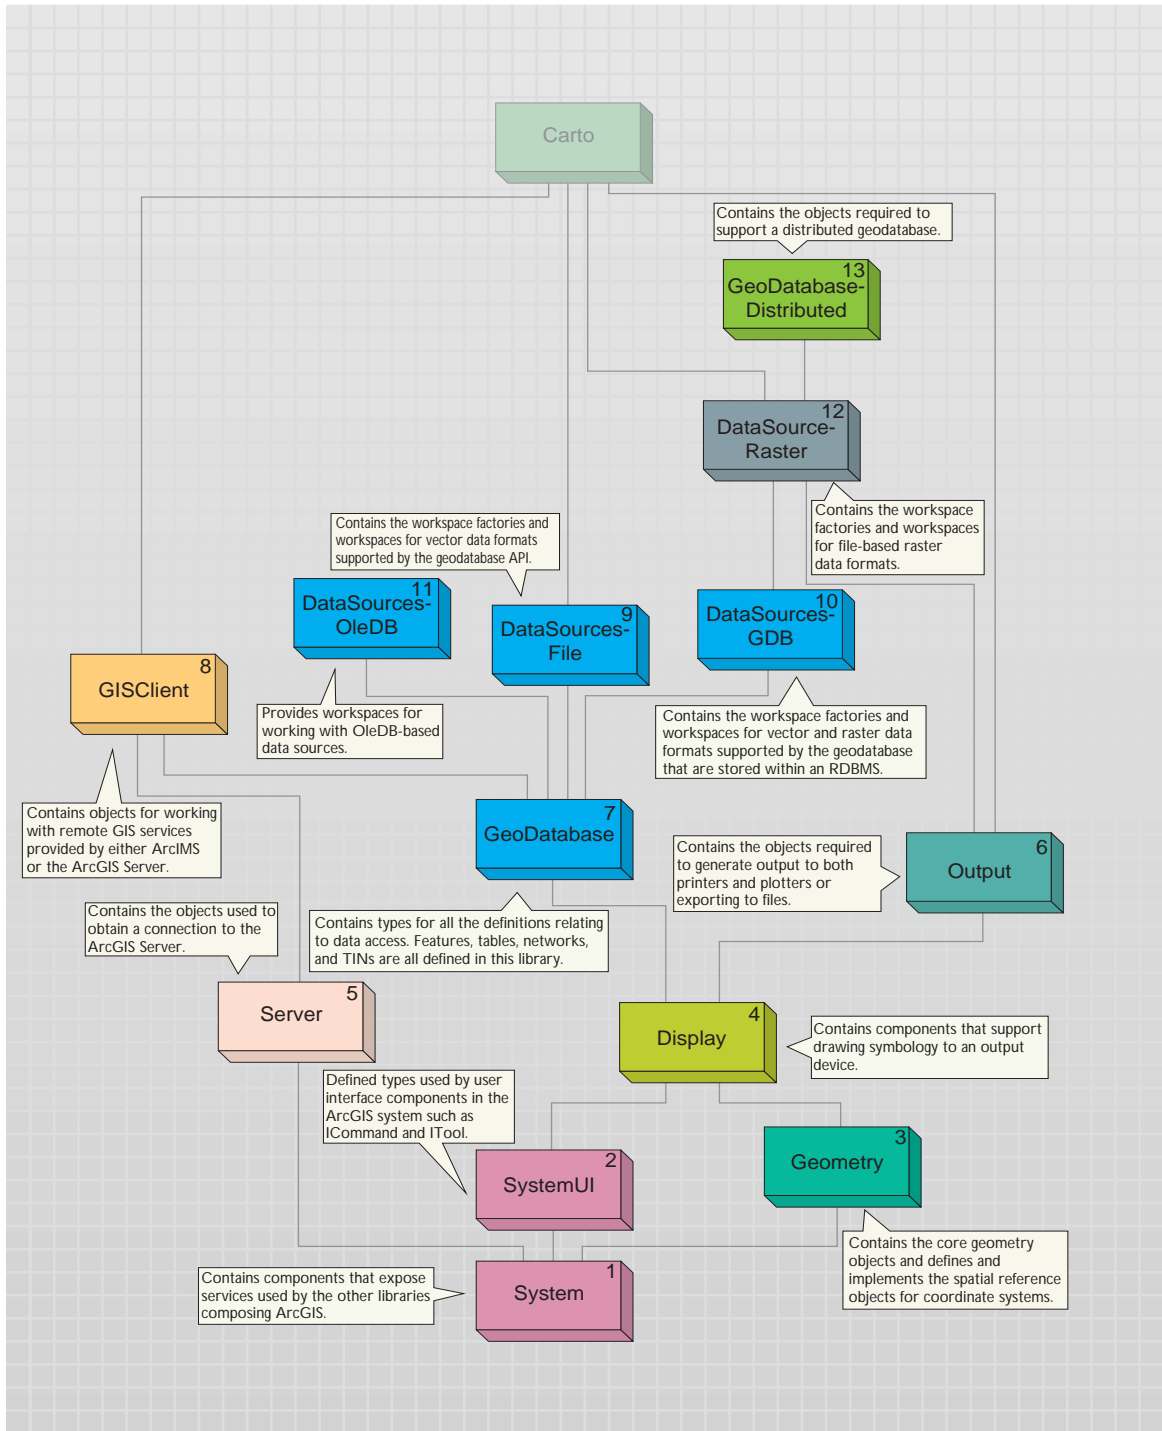 Carto
Contains the objects required to
support a distributed geodatabase.
13
GeoDatabase-
Distributed
12
DataSource-
Raster
Contains the workspace
factories and workspaces
for file-based raster
data formats.
Contains the workspace factories and
workspaces for vector data formats
supported by the geodatabase API.
11
DataSources-
OleDB
9
DataSources-
File
10
DataSources-
GDB
8
GISClient
Provides workspaces for
working with OleDB-based
data sources.
Contains the workspace factories and
workspaces for vector and raster data
formats supported by the geodatabase
that are stored within an RDBMS.
Contains objects for working
with remote GIS services
provided by either ArcIMS
or the ArcGIS Server.
7
GeoDatabase
Contains the objects required
to generate output to both
printers and plotters or
exporting to files.
6
Output
Contains the objects used to
obtain a connection to the
ArcGIS Server.
Contains types for all the definitions relating
to data access. Features, tables, networks,
and TINs are all defined in this library.
5
Server
4
Display
Contains components that support
drawing symbology to an output
device.
Defined types used by user
interface components in the
ArcGIS system such as
ICommand and ITool.
2
SystemUI
3
Geometry
Contains the core geometry
objects and defines and
implements the spatial reference
objects for coordinate systems.
Contains components that expose
services used by the other libraries
composing ArcGIS.
1
System